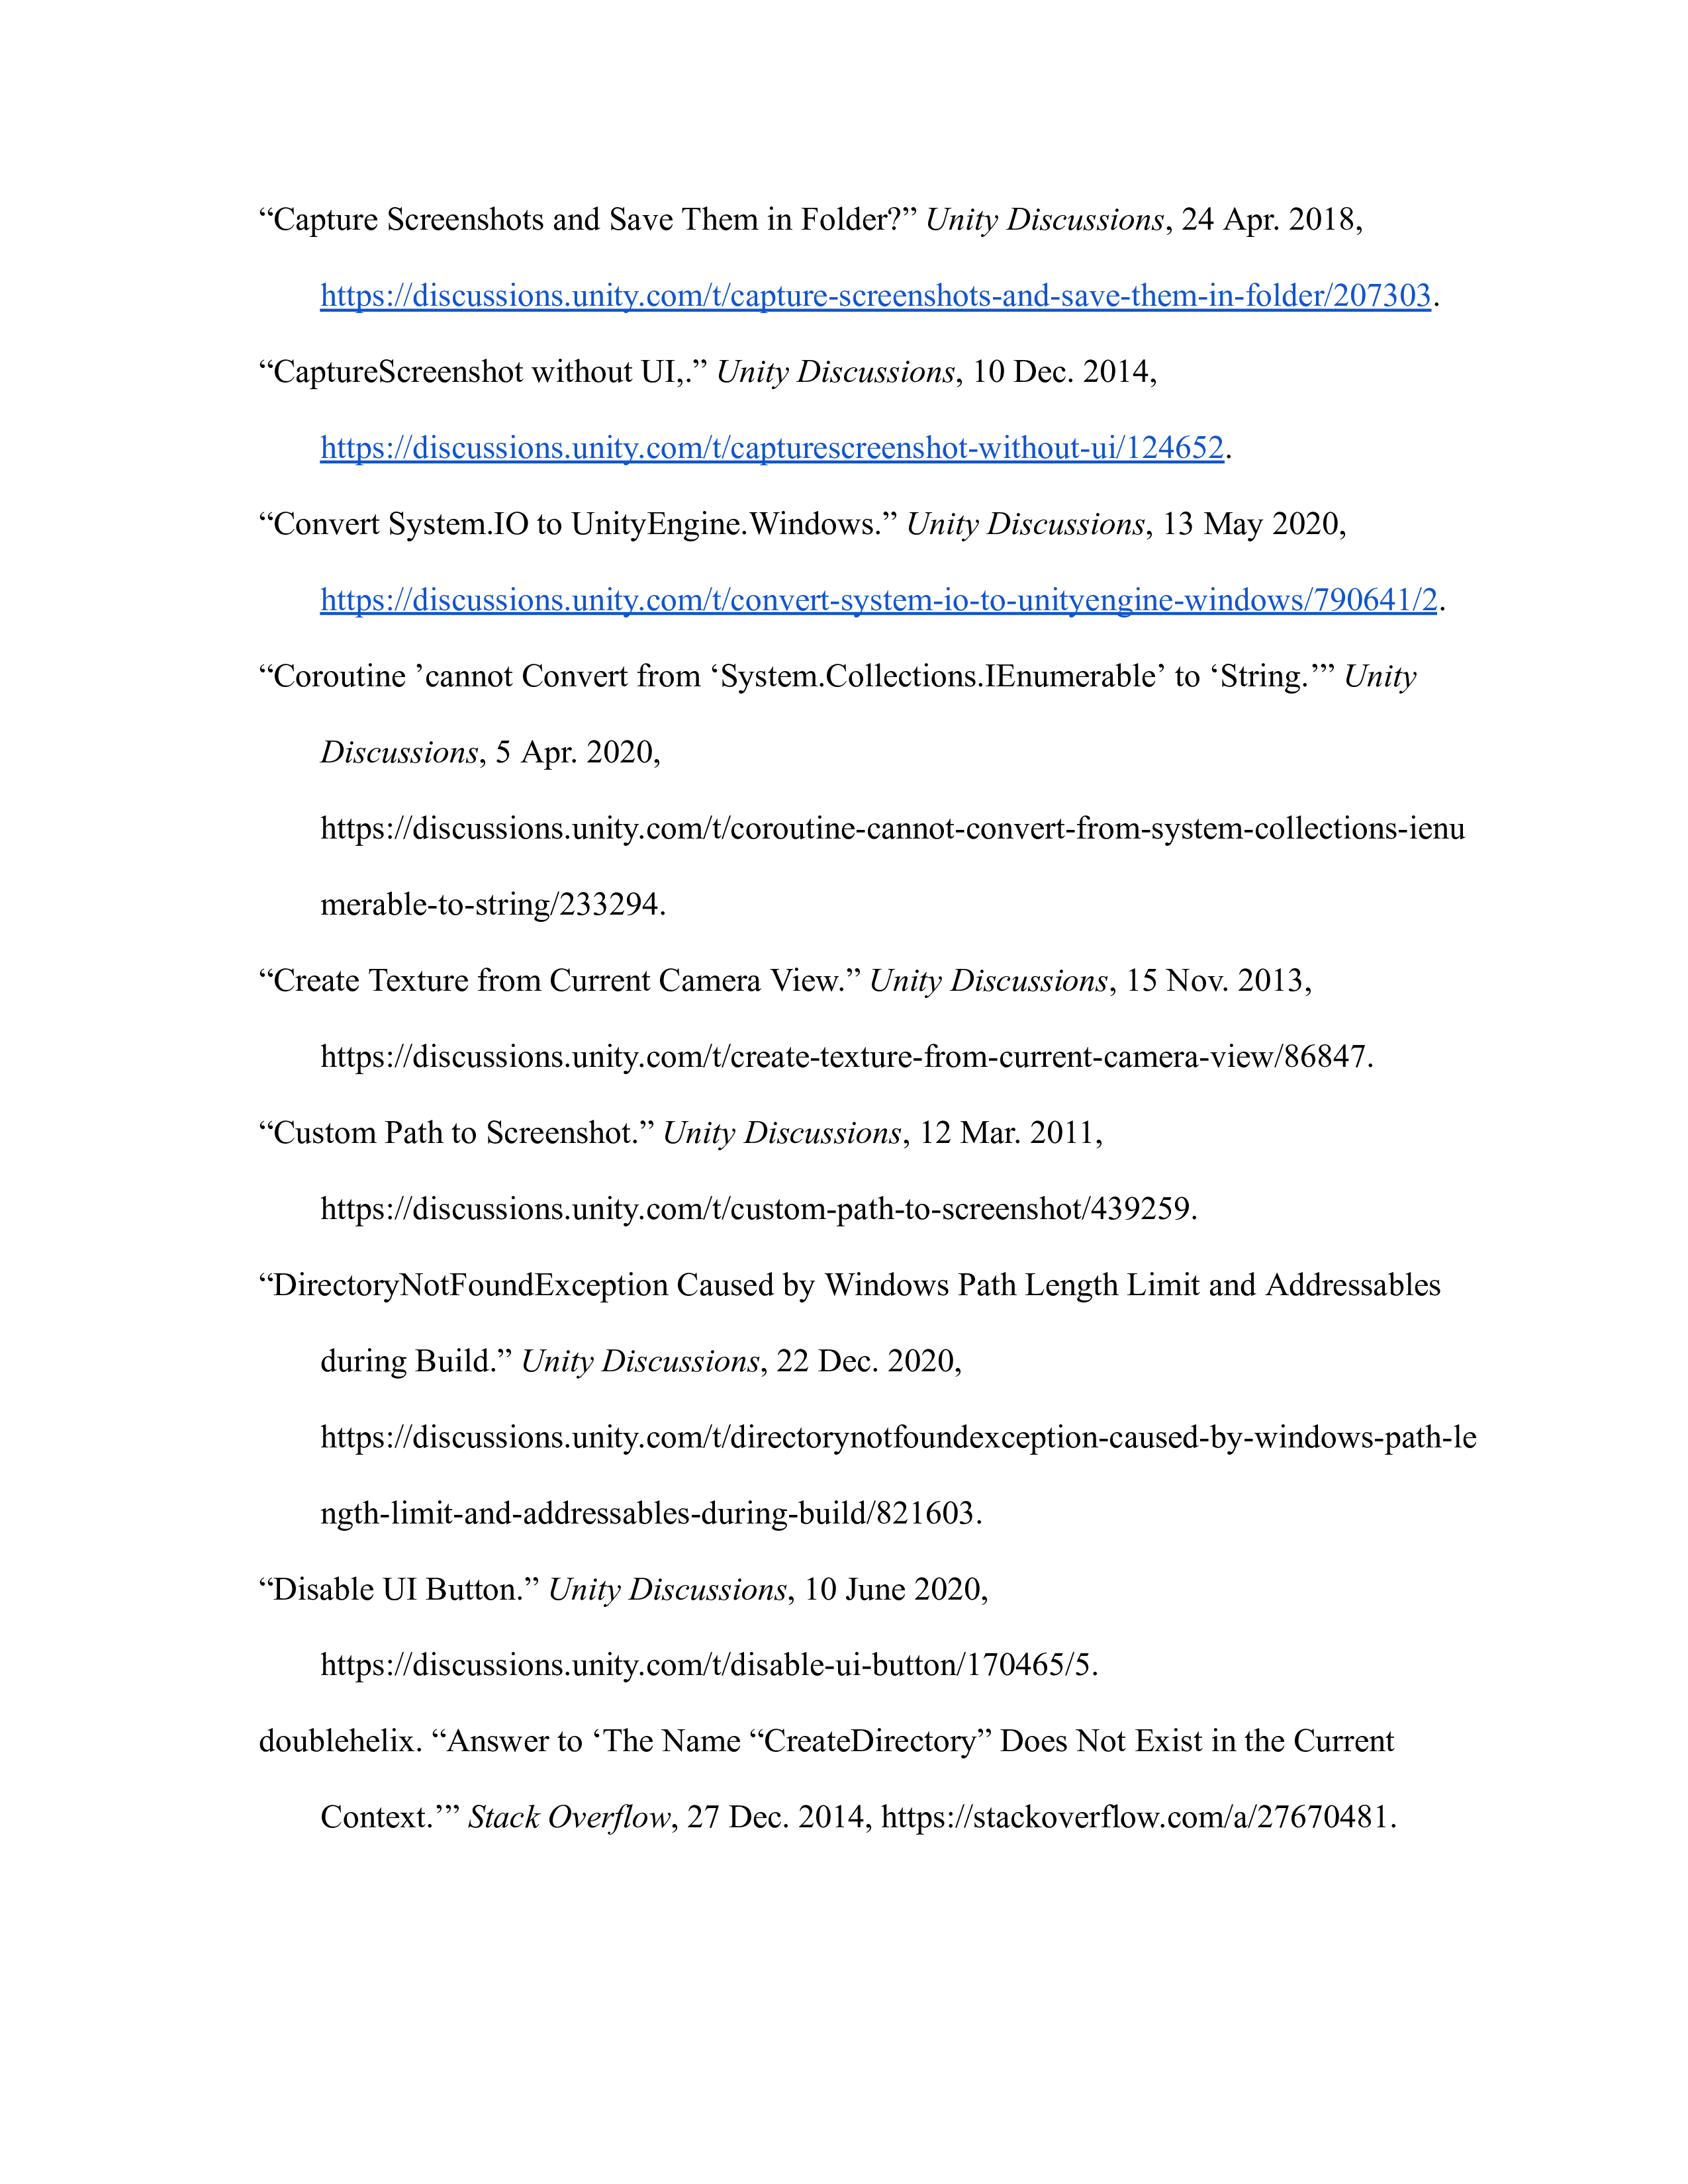 “Capture Screenshots and Save Them in Folder?” Unity Discussions, 24 Apr. 2018,
https://discussions.unity.com/t/capture-screenshots-and-save-them-in-folder/207303.
“CaptureScreenshot without UI,.” Unity Discussions, 10 Dec. 2014,
https://discussions.unity.com/t/capturescreenshot-without-ui/124652.
“Convert System.IO to UnityEngine.Windows.” Unity Discussions, 13 May 2020,
https://discussions.unity.com/t/convert-system-io-to-unityengine-windows/790641/2.
“Coroutine ’cannot Convert from ‘System.Collections.IEnumerable’ to ‘String.’” Unity
Discussions, 5 Apr. 2020,
https://discussions.unity.com/t/coroutine-cannot-convert-from-system-collections-ienu
merable-to-string/233294.
“Create Texture from Current Camera View.” Unity Discussions, 15 Nov. 2013,
https://discussions.unity.com/t/create-texture-from-current-camera-view/86847.
“Custom Path to Screenshot.” Unity Discussions, 12 Mar. 2011,
https://discussions.unity.com/t/custom-path-to-screenshot/439259.
“DirectoryNotFoundException Caused by Windows Path Length Limit and Addressables
during Build.” Unity Discussions, 22 Dec. 2020,
https://discussions.unity.com/t/directorynotfoundexception-caused-by-windows-path-le
ngth-limit-and-addressables-during-build/821603.
“Disable UI Button.” Unity Discussions, 10 June 2020,
https://discussions.unity.com/t/disable-ui-button/170465/5.
doublehelix. “Answer to ‘The Name “CreateDirectory” Does Not Exist in the Current
Context.’” Stack Overflow, 27 Dec. 2014, https://stackoverflow.com/a/27670481.